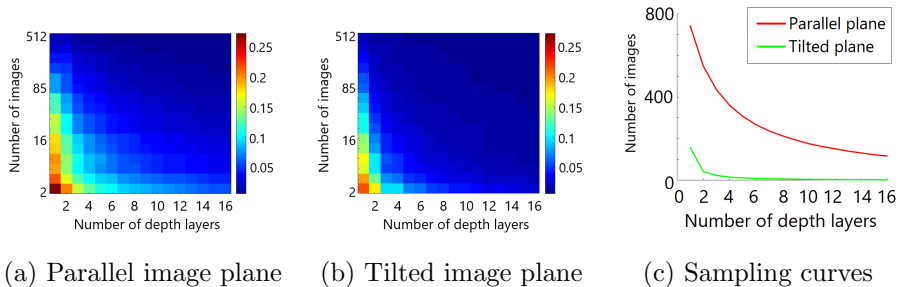 512
85
16
2
Number of images
2 4 6 8 10 12 14 16
Number of depth layers
0.25
0.2
0.15
0.1
0.05
(a) Parallel image plane
512
85
16
2
Number of images
2 4 6 8 10 12 14 16
Number of depth layers
0.25
0.2
0.15
0.1
0.05
(b) Tilted image plane
800
400
0
Number of images
Parallel plane
Tilted plane
0 2 4 6 8 10 12 14 16
Number of depth layers
(c) Sampling curves